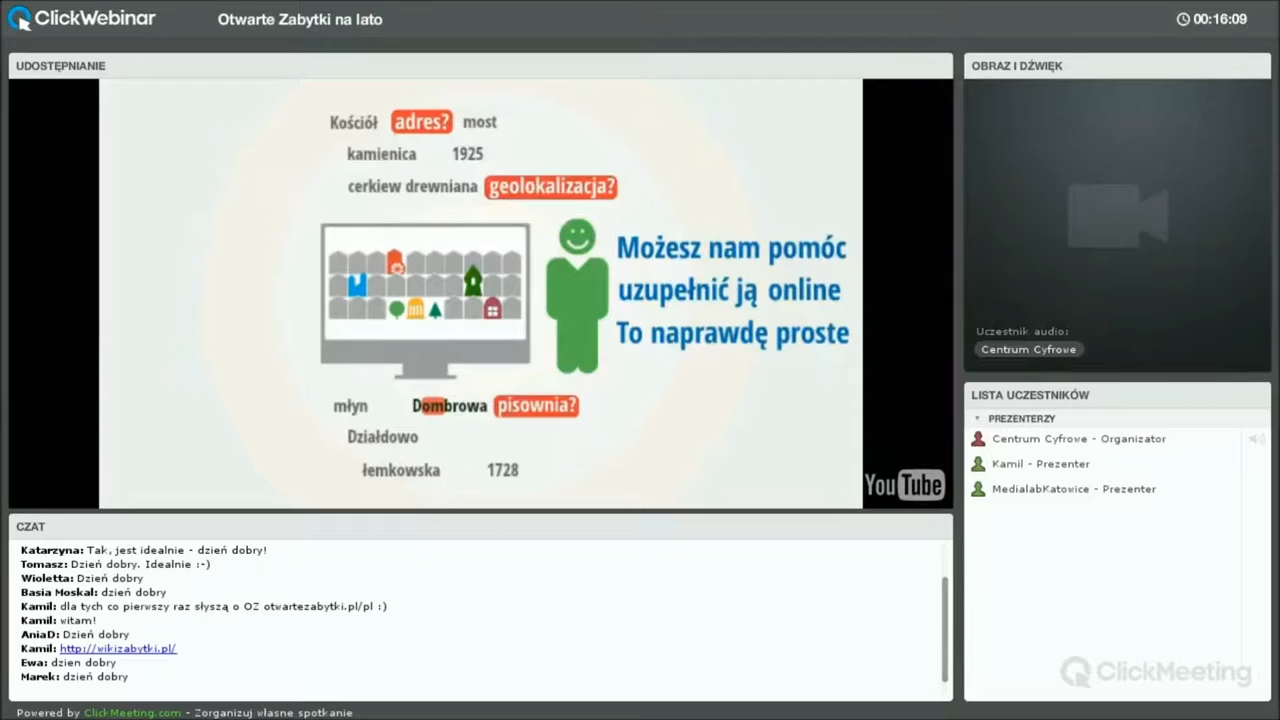 ClickWebinar
Otwarte Zabytki na lato
00:16:09
UDOSTĘPNIANIE
Kościół adres? most
kamienica 1925
cerkiew drewniana geolokalizacja?
Możesz nam pomóc
uzupełnić ją online
To naprawdę proste
młyn Dombrowa pisownia?
Działdowo
łemkowska 1728
YouTube
OBRAZ I DŹWIĘK
Uczestnik audio:
Centrum Cyfrowe
LISTA UCZESTNIKÓW
PREZENTERZY
Centrum Cyfrowe - Organizator
Kamil - Prezenter
MedialabKatowice - Prezenter
ClickMeeting
CZAT
Katarzyna: Tak, jest idealnie - dzień dobry!
Tomasz: Dzień dobry. Idealnie :-)
Wioletta: Dzień dobry
Basia Moskal: dzień dobry
Kamil: dla tych co pierwszy raz słyszą o OZ otwartezabytki.pl/pl :)
Kamil: witam!
AniaD: Dzień dobry
Kamil: http://wikizabytki.pl/
Ewa: dzien dobry
Marek: dzień dobry
Powered by ClickMeeting.com - Zorganizuj własne spotkanie